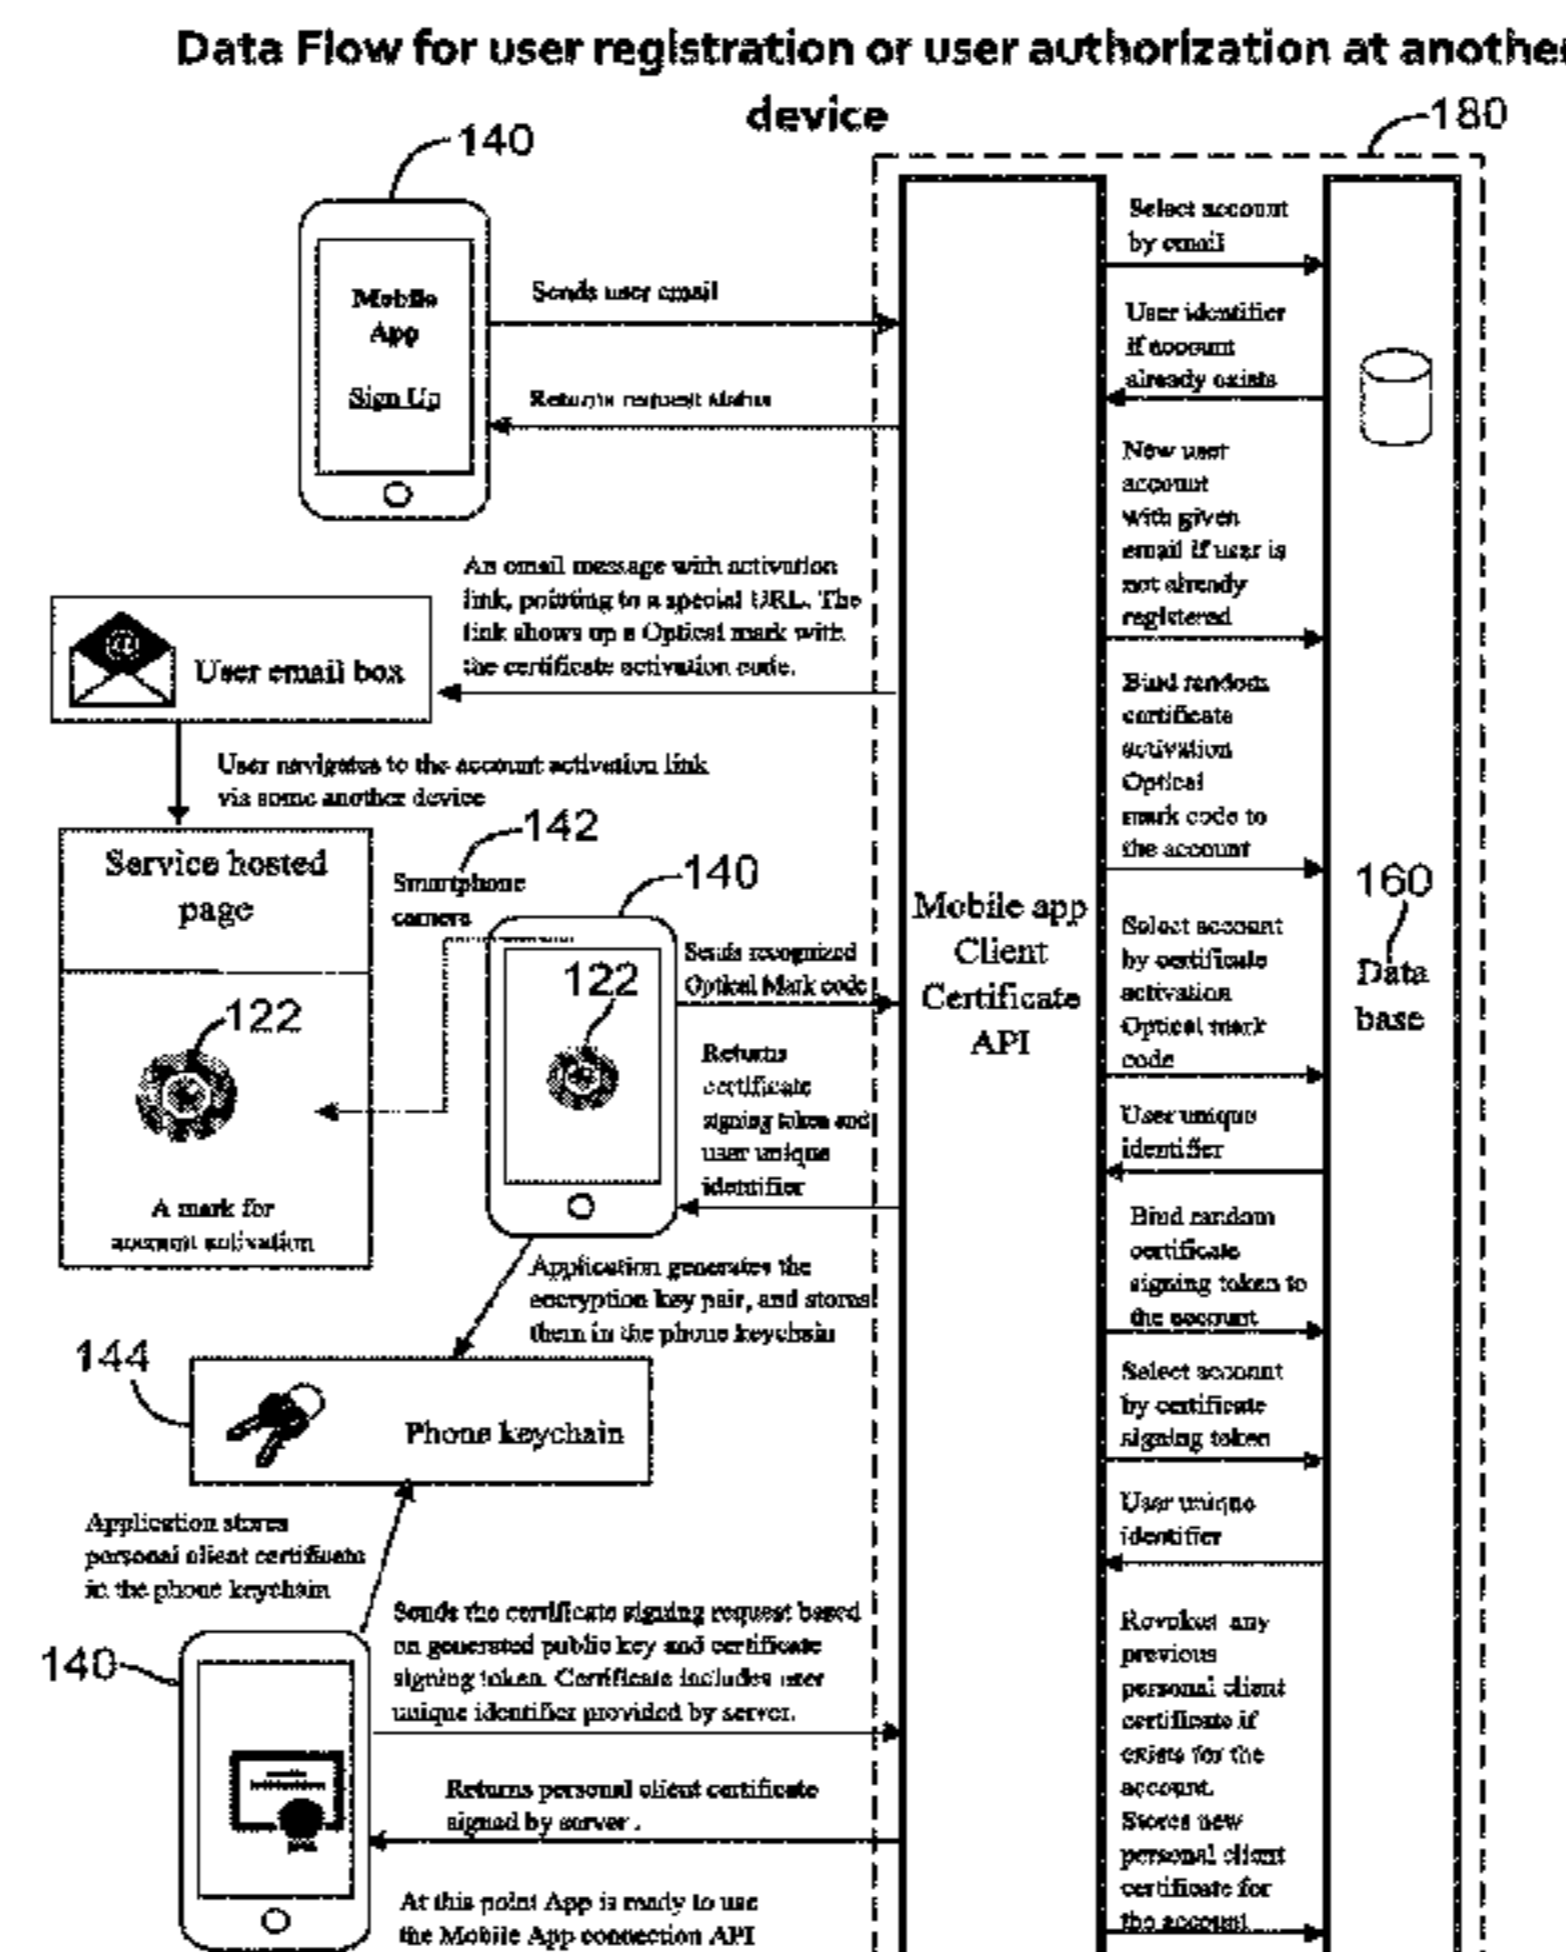 Data Flow for user registration or user authorization at another
device
180
140
Select account
by email
Mobile
App
Sign Up
Sends user email
User identifier
if account
already exists
Returns request status
New user
account
with given
email if user is
not already
registered
An email message with activation
link, pointing to a special URL. The
link shows up a Optical mark with
the certificate activation code.
@
User email box
Bind random
certificate
activation
Optical
mark code to
the account
User navigates to the account activation link
via some another device
Service hosted
page
142
Smartphone
camera
140
122
122
A mark for
account activation
Sends recognized
Optical Mark code
Returns
certificate
signing token and
user unique
identifier
Mobile app
Client
Certificate
API
160
Data
base
Select account
by certificate
activation
Optical mark
code
User unique
identifier
Application generates the
encryption key pair, and stores
them in the phone keychain
Bind random
certificate
signing token to
the account
144
Phone keychain
Select account
by certificate
signing token
User unique
identifier
Application stores
personal client certificate
in the phone keychain
140
Sends the certificate signing request based
on generated public key and certificate
signing token. Certificate includes user
unique identifier provided by server.
Revokes any
previous
personal client
certificate if
exists for the
account.
Stores new
personal client
certificate for
the account
Returns personal client certificate
signed by server .
At this point App is ready to use
the Mobile App connection API